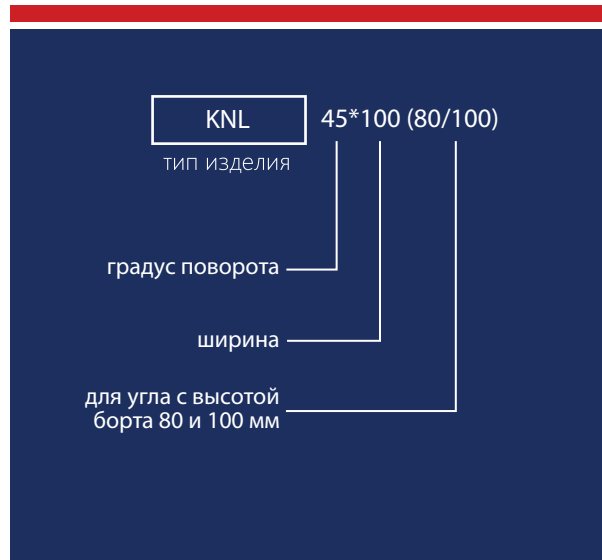 KNL 45*100 (80/100)
тип изделия
градус поворота
ширина
для угла с высотой
борта 80 и 100 мм